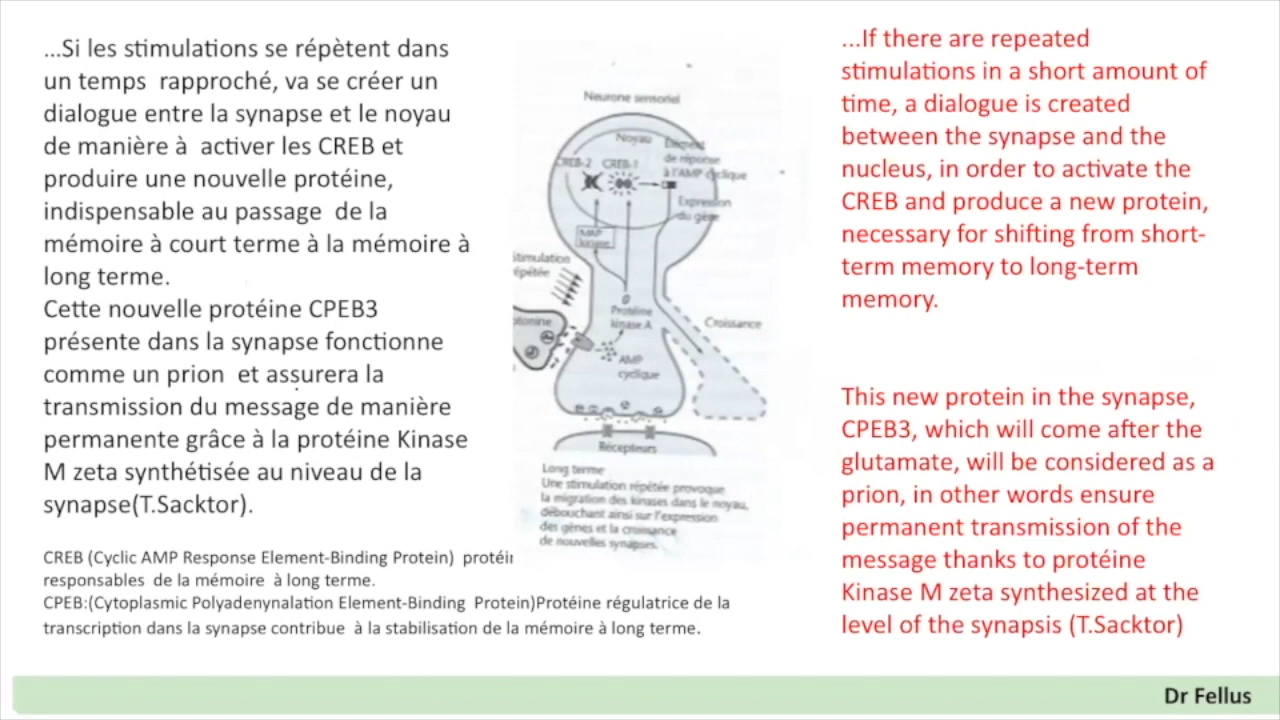 ...Si les stimulations se répètent dans
un temps rapproché, va se créer un
dialogue entre la synapse et le noyau
de manière à activer les CREB et
produire une nouvelle protéine,
indispensable au passage de la
mémoire à court terme à la mémoire à
long terme.
Cette nouvelle protéine CPEB3
présente dans la synapse fonctionne
comme un prion et assurera la
transmission du message de manière
permanente grâce à la protéine Kinase
M zeta synthétisée au niveau de la
synapse(T.Sacktor).
CREB (Cyclic AMP Response Element-Binding Protein) protéin
responsables de la mémoire à long terme.
CPEB:(Cytoplasmic Polyadenynalation Element-Binding Protein)Protéine régulatrice de la
transcription dans la synapse contribue à la stabilisation de la mémoire à long terme.
Neurone sensoriel
Noyau
CREB-2 CREB-1
Elément
de réponse
à l'AMP cyclique
Expression
du gène
MAP
kinase
Stimulation
répétée
Protéine
kinase A
Croissance
AMP
cyclique
Récepteurs
Long terme
Une stimulation répétée provoque
la migration des kinases dans le noyau,
débouchant ainsi sur l'expression
des gènes et la croissance
de nouvelles synapses.
...If there are repeated
stimulations in a short amount of
time, a dialogue is created
between the synapse and the
nucleus, in order to activate the
CREB and produce a new protein,
necessary for shifting from short-
term memory to long-term
memory.
This new protein in the synapse,
CPEB3, which will come after the
glutamate, will be considered as a
prion, in other words ensure
permanent transmission of the
message thanks to protéine
Kinase M zeta synthesized at the
level of the synapsis (T.Sacktor)
Dr Fellus